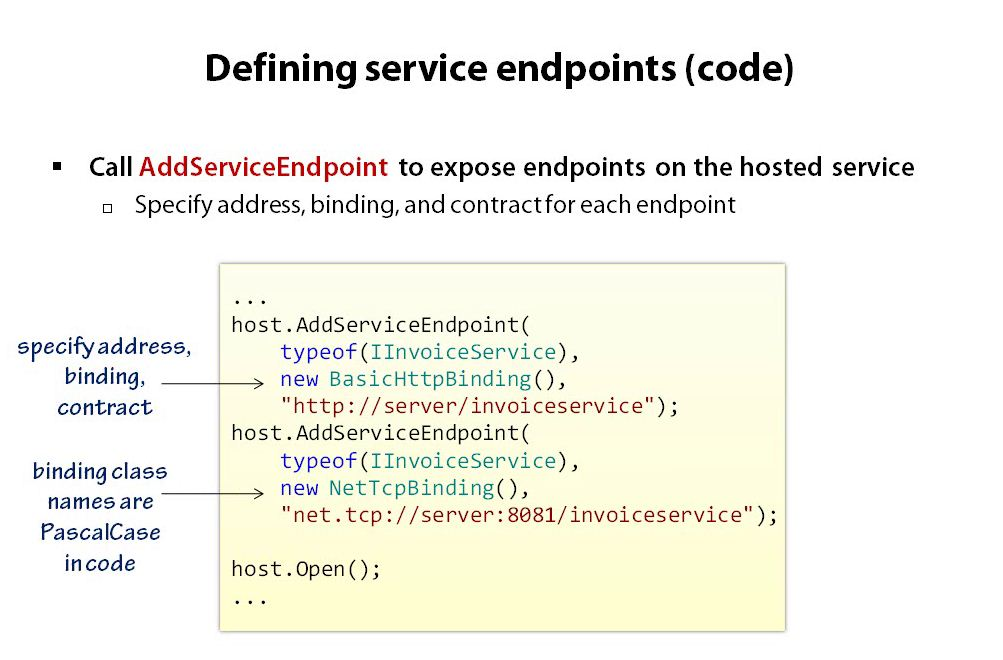 Defining service endpoints (code)
▪ Call AddServiceEndpoint to expose endpoints on the hosted service
□ Specify address, binding, and contract for each endpoint
...
host.AddServiceEndpoint(
typeof(IInvoiceService),
new BasicHttpBinding(),
"http://server/invoiceservice");
host.AddServiceEndpoint(
typeof(IInvoiceService),
new NetTcpBinding(),
"net.tcp://server:8081/invoiceservice");
host.Open();
...
specify address,
binding,
contract
binding class
names are
PascalCase
in code